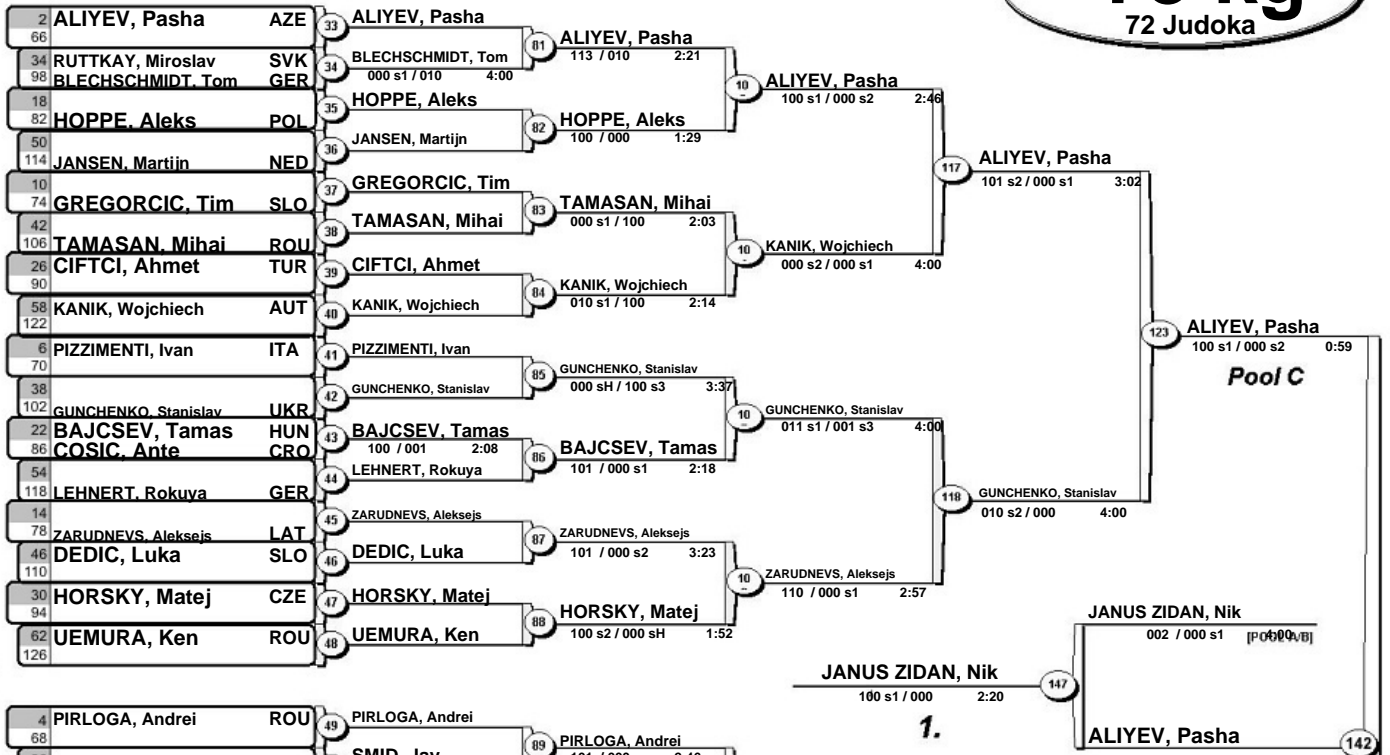 kg
72 Judoka
2 ALIYEV, Pasha AZE
66
34 RUTTKAY, Miroslav SVK
98 BLECHSCHMIDT, Tom GER
18
82 HOPPE, Aleks POL
50
114 JANSEN, Martijn NED
10
74 GREGORCIC, Tim SLO
42
106 TAMASAN, Mihai ROU
26 CIFTCI, Ahmet TUR
90
58 KANIK, Wojchiech AUT
122
6 PIZZIMENTI, Ivan ITA
70
38
102 GUNCHENKO, Stanislav UKR
22 BAJCSEV, Tamas HUN
86 COSIC, Ante CRO
54
118 LEHNERT, Rokuya GER
14
78 ZARUDNEVS, Aleksejs LAT
46 DEDIC, Luka SLO
110
30 HORSKY, Matej CZE
94
62 UEMURA, Ken ROU
126
4 PIRLOGA, Andrei ROU
68
33 ALIYEV, Pasha
34 BLECHSCHMIDT, Tom
000 s1 / 010 4:00
35 HOPPE, Aleks
36 JANSEN, Martijn
37 GREGORCIC, Tim
38 TAMASAN, Mihai
39 CIFTCI, Ahmet
40 KANIK, Wojchiech
41 PIZZIMENTI, Ivan
42 GUNCHENKO, Stanislav
43 BAJCSEV, Tamas
100 / 001 2:08
44 LEHNERT, Rokuya
45 ZARUDNEVS, Aleksejs
46 DEDIC, Luka
47 HORSKY, Matej
48 UEMURA, Ken
49 PIRLOGA, Andrei
81 ALIYEV, Pasha
113 / 010 2:21
82 HOPPE, Aleks
100 / 000 1:29
83 TAMASAN, Mihai
000 s1 / 100 2:03
84 KANIK, Wojchiech
010 s1 / 100 2:14
85 GUNCHENKO, Stanislav
000 sH / 100 s3 3:37
86 BAJCSEV, Tamas
101 / 000 s1 2:18
87 ZARUDNEVS, Aleksejs
101 / 000 s2 3:23
88 HORSKY, Matej
100 s2 / 000 sH 1:52
89 PIRLOGA, Andrei
10 ALIYEV, Pasha
100 s1 / 000 s2 2:46
10 KANIK, Wojchiech
000 s2 / 000 s1 4:00
10 GUNCHENKO, Stanislav
011 s1 / 001 s3 4:00
10 ZARUDNEVS, Aleksejs
110 / 000 s1 2:57
117 ALIYEV, Pasha
101 s2 / 000 s1 3:02
118 GUNCHENKO, Stanislav
010 s2 / 000 4:00
123 ALIYEV, Pasha
100 s1 / 000 s2 0:59
Pool C
JANUS ZIDAN, Nik
002 / 000 s1 4:00 [POOL A/B]
JANUS ZIDAN, Nik 147
100 s1 / 000 2:20
1.
ALIYEV, Pasha 142